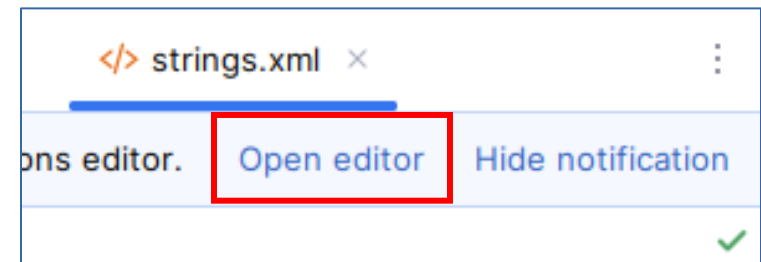 </> strings.xml ×
ons editor. Open editor Hide notification